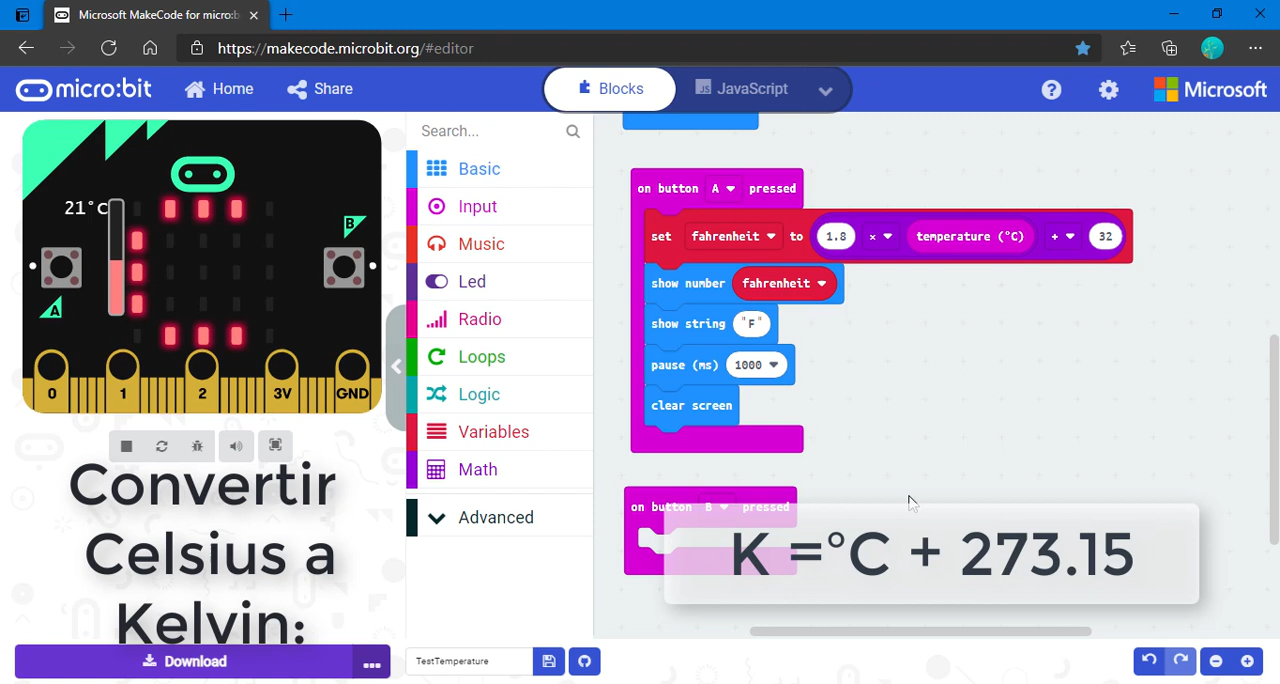 Microsoft MakeCode for micro:b
https://makecode.microbit.org/#editor
micro:bit
Home
Share
Blocks
JavaScript
Microsoft
21°C
B
A
0 1 2 3V GND
Search...
Basic
Input
Music
Led
Radio
Loops
Logic
Variables
Math
Advanced
on button A pressed
set fahrenheit to 1.8 × temperature (°C) + 32
show number fahrenheit
show string "F"
pause (ms) 1000
clear screen
on button B pressed
K =°C + 273.15
Convertir
Celsius a
Kelvin:
Download
...
TestTemperature